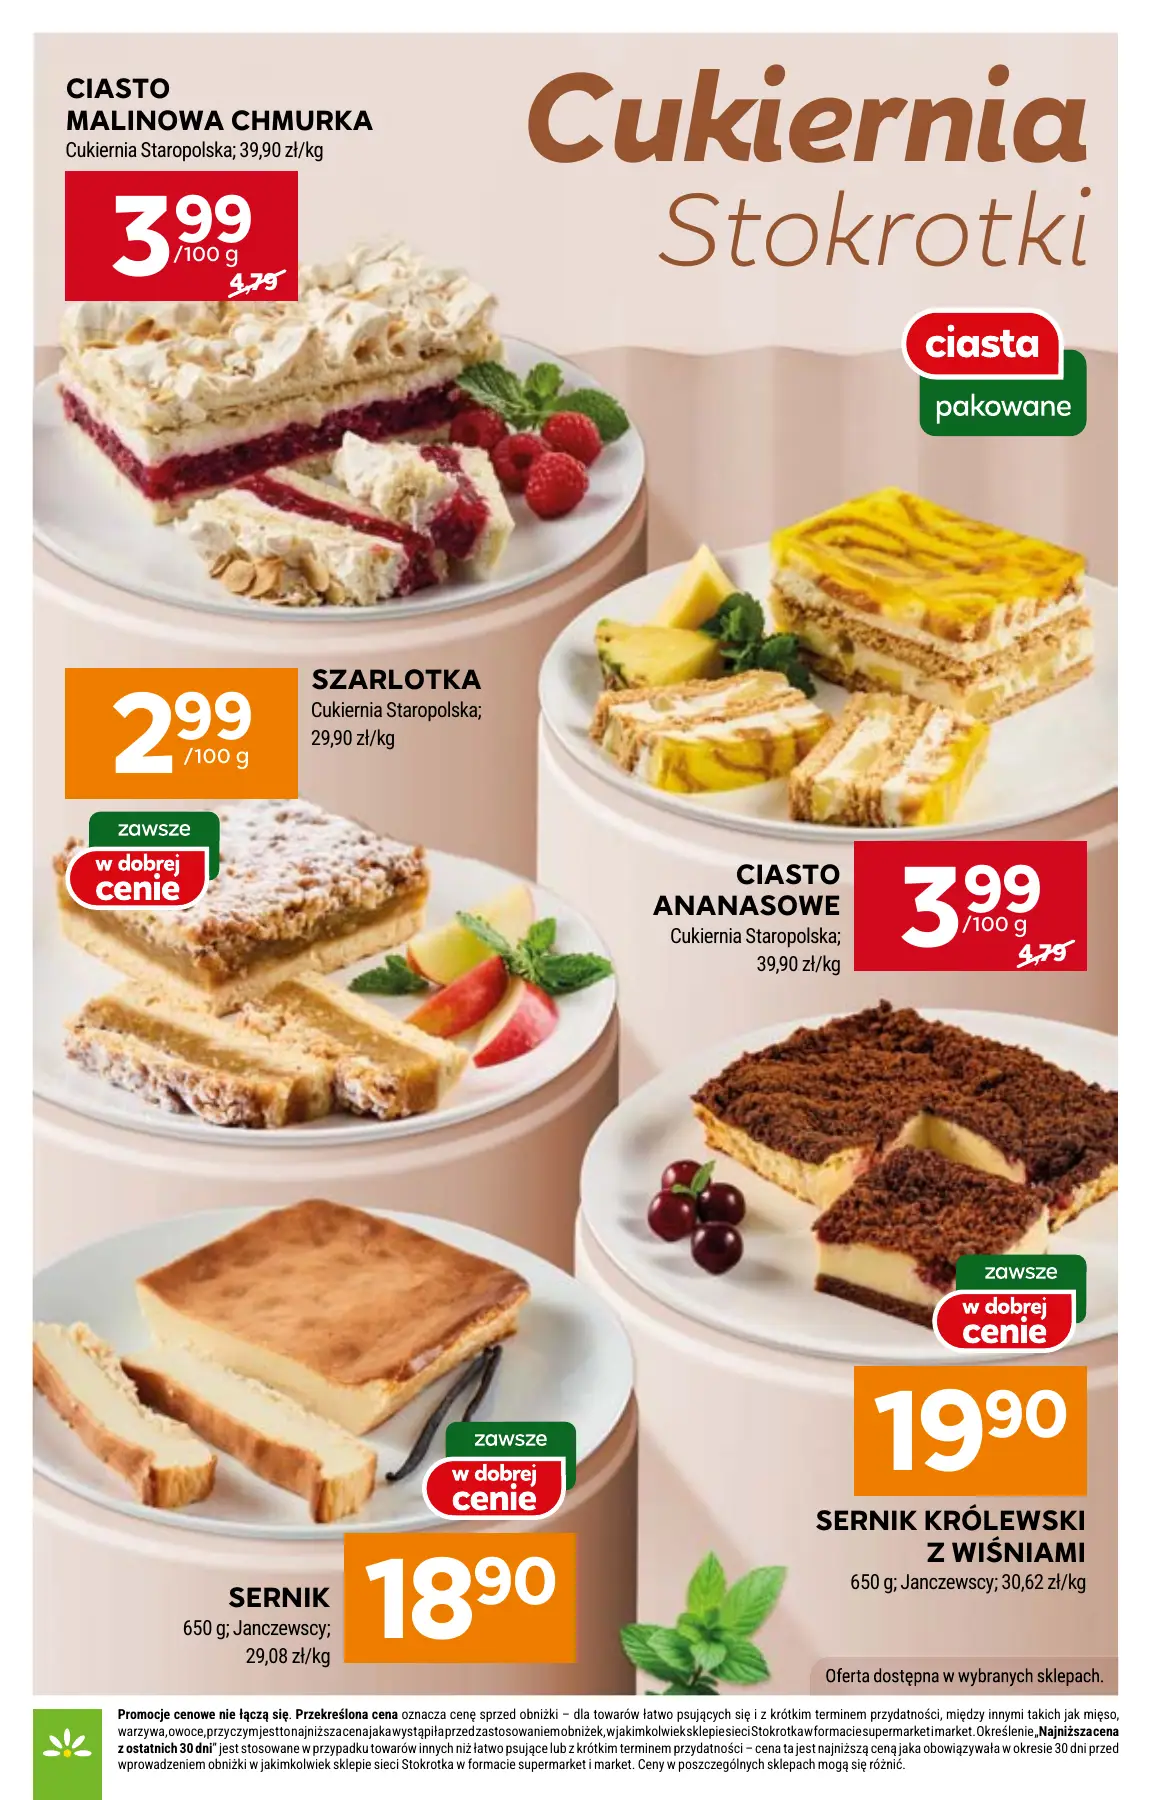 CIASTO
MALINOWA CHMURKA
Cukiernia Staropolska; 39,90 zł/kg
3 99
/100 g
4,79
Cukiernia
Stokrotki
ciasta
pakowane
2 99
/100 g
SZARLOTKA
Cukiernia Staropolska;
29,90 zł/kg
zawsze
w dobrej
cenie
CIASTO
ANANASOWE
Cukiernia Staropolska;
39,90 zł/kg
3 99
/100 g
4,79
zawsze
w dobrej
cenie
19 90
SERNIK KRÓLEWSKI
Z WIŚNIAMI
650 g; Janczewscy; 30,62 zł/kg
zawsze
w dobrej
cenie
SERNIK
650 g; Janczewscy;
29,08 zł/kg
18 90
Oferta dostępna w wybranych sklepach.
Promocje cenowe nie łączą się. Przekreślona cena oznacza cenę sprzed obniżki – dla towarów łatwo psujących się i z krótkim terminem przydatności, między innymi takich jak mięso,
warzywa, owoce, przy czym jest to najniższa cena jaka wystąpiła przed zastosowaniem obniżek, w jakimkolwiek sklepie sieci Stokrotka w formacie supermarket i market. Określenie „Najniższa cena
z ostatnich 30 dni” jest stosowane w przypadku towarów innych niż łatwo psujące lub z krótkim terminem przydatności – cena ta jest najniższą ceną jaka obowiązywała w okresie 30 dni przed
wprowadzeniem obniżki w jakimkolwiek sklepie sieci Stokrotka w formacie supermarket i market. Ceny w poszczególnych sklepach mogą się różnić.